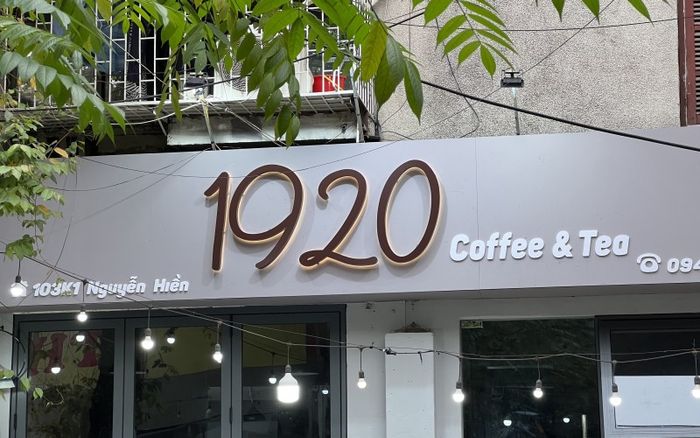 1920
Coffee & Tea
103K1 Nguyễn Hiền
☎ 094